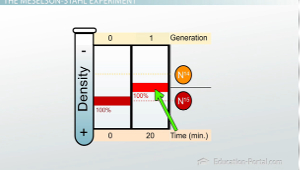 THE MESELSON-STAHL EXPERIMENT
0 1 Generation
- Density +
N14
100%
N15
100%
0 20 Time (min.)
Education-Portal.com